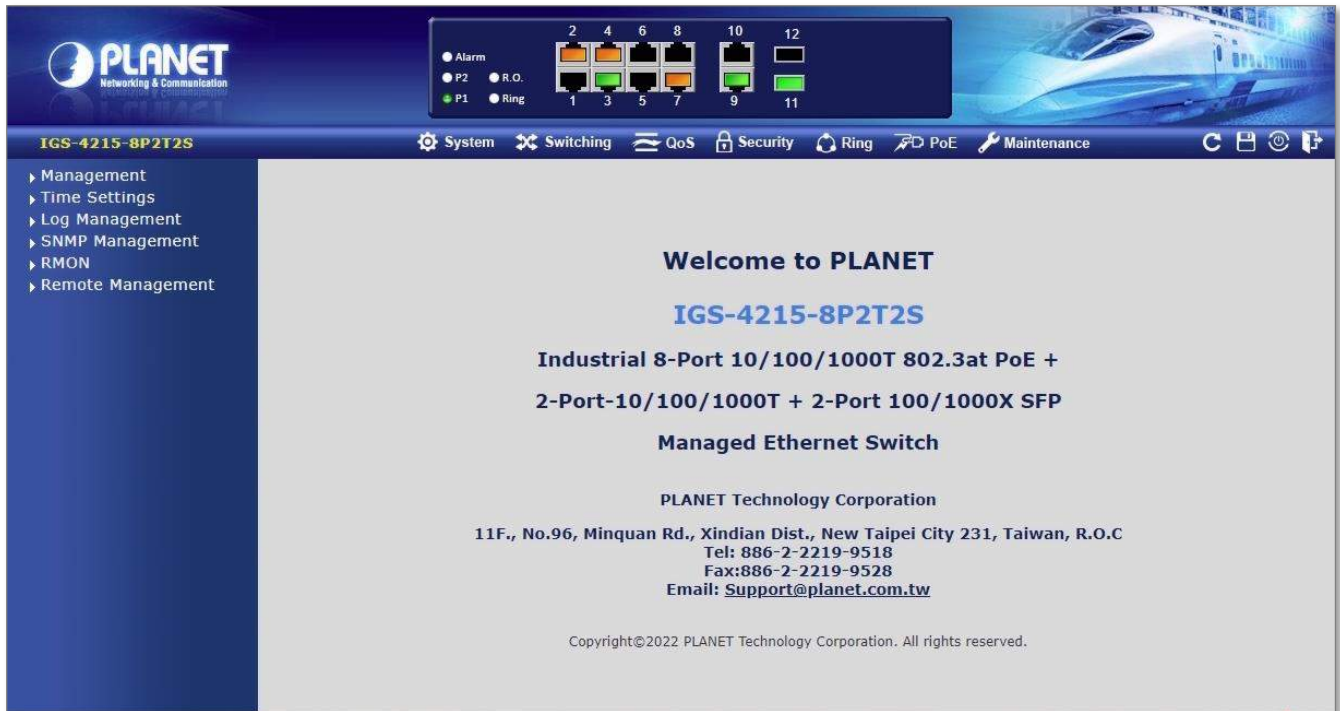 PLANET
Networking & Communication
2 4 6 8 10 12
Alarm
P2 R.O.
P1 Ring
1 3 5 7 9 11
IGS-4215-8P2T2S
System Switching QoS Security Ring PoE Maintenance
Management
Time Settings
Log Management
SNMP Management
RMON
Remote Management
Welcome to PLANET
IGS-4215-8P2T2S
Industrial 8-Port 10/100/1000T 802.3at PoE +
2-Port-10/100/1000T + 2-Port 100/1000X SFP
Managed Ethernet Switch
PLANET Technology Corporation
11F., No.96, Minquan Rd., Xindian Dist., New Taipei City 231, Taiwan, R.O.C
Tel: 886-2-2219-9518
Fax:886-2-2219-9528
Email: Support@planet.com.tw
Copyright©2022 PLANET Technology Corporation. All rights reserved.